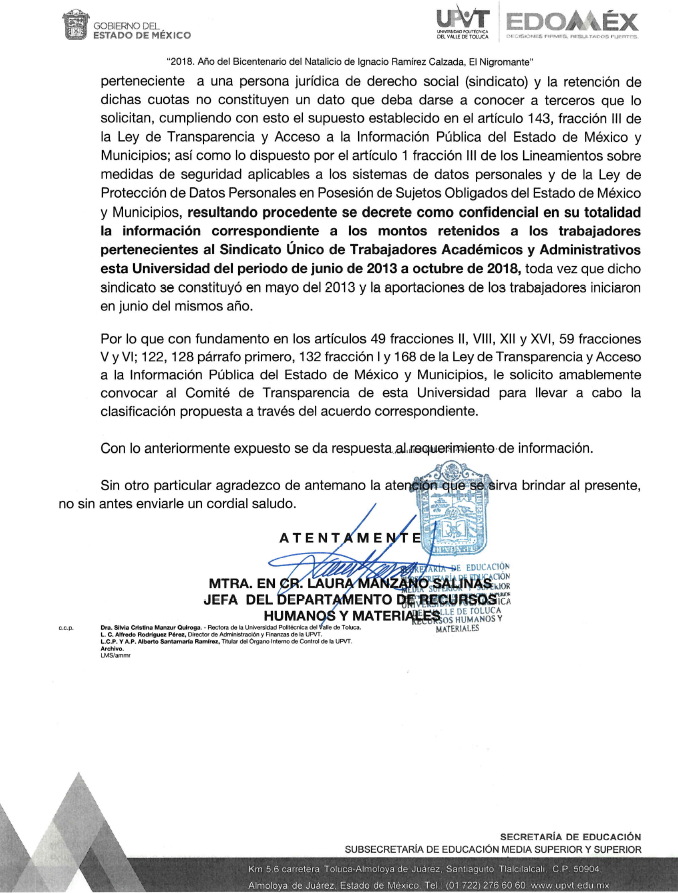 GOBIERNO DEL
ESTADO DE MÉXICO
UPVT
UNIVERSIDAD POLITÉCNICA
DEL VALLE DE TOLUCA
EDOMÉX
DECISIONES FIRMES, RESULTADOS FUERTES.
"2018. Año del Bicentenario del Natalicio de Ignacio Ramírez Calzada, El Nigromante"
perteneciente a una persona jurídica de derecho social (sindicato) y la retención de
dichas cuotas no constituyen un dato que deba darse a conocer a terceros que lo
solicitan, cumpliendo con esto el supuesto establecido en el artículo 143, fracción III de
la Ley de Transparencia y Acceso a la Información Pública del Estado de México y
Municipios; así como lo dispuesto por el artículo 1 fracción III de los Lineamientos sobre
medidas de seguridad aplicables a los sistemas de datos personales y de la Ley de
Protección de Datos Personales en Posesión de Sujetos Obligados del Estado de México
y Municipios, resultando procedente se decrete como confidencial en su totalidad
la información correspondiente a los montos retenidos a los trabajadores
pertenecientes al Sindicato Único de Trabajadores Académicos y Administrativos
esta Universidad del periodo de junio de 2013 a octubre de 2018, toda vez que dicho
sindicato se constituyó en mayo del 2013 y la aportaciones de los trabajadores iniciaron
en junio del mismos año.
Por lo que con fundamento en los artículos 49 fracciones II, VIII, XII y XVI, 59 fracciones
V y VI; 122, 128 párrafo primero, 132 fracción I y 168 de la Ley de Transparencia y Acceso
a la Información Pública del Estado de México y Municipios, le solicito amablemente
convocar al Comité de Transparencia de esta Universidad para llevar a cabo la
clasificación propuesta a través del acuerdo correspondiente.
Con lo anteriormente expuesto se da respuesta al requerimiento de información.
Sin otro particular agradezco de antemano la atención que se sirva brindar al presente,
no sin antes enviarle un cordial saludo.
A T E N T A M E N T E
SECRETARÍA DE EDUCACIÓN
MTRA. EN CR. LAURA MANZANO SALINAS
JEFA DEL DEPARTAMENTO DE RECURSOS
DEL VALLE DE TOLUCA
HUMANOS Y MATERIALES
RECURSOS HUMANOS Y
MATERIALES
c.c.p. Dra. Silvia Cristina Manzur Quiroga. - Rectora de la Universidad Politécnica del Valle de Toluca.
L. C. Alfredo Rodríguez Pérez, Director de Administración y Finanzas de la UPVT.
L.C.P. Y A.P. Alberto Santamaría Ramírez, Titular del Órgano Interno de Control de la UPVT.
Archivo.
LMS/ammr
SECRETARÍA DE EDUCACIÓN
SUBSECRETARÍA DE EDUCACIÓN MEDIA SUPERIOR Y SUPERIOR
Km 5.6 carretera Toluca-Almoloya de Juárez, Santiaguito Tlalcilalcali C.P. 50904
Almoloya de Juárez, Estado de México. Tel.: (01 722) 276 60 60 www.upvt.edu.mx